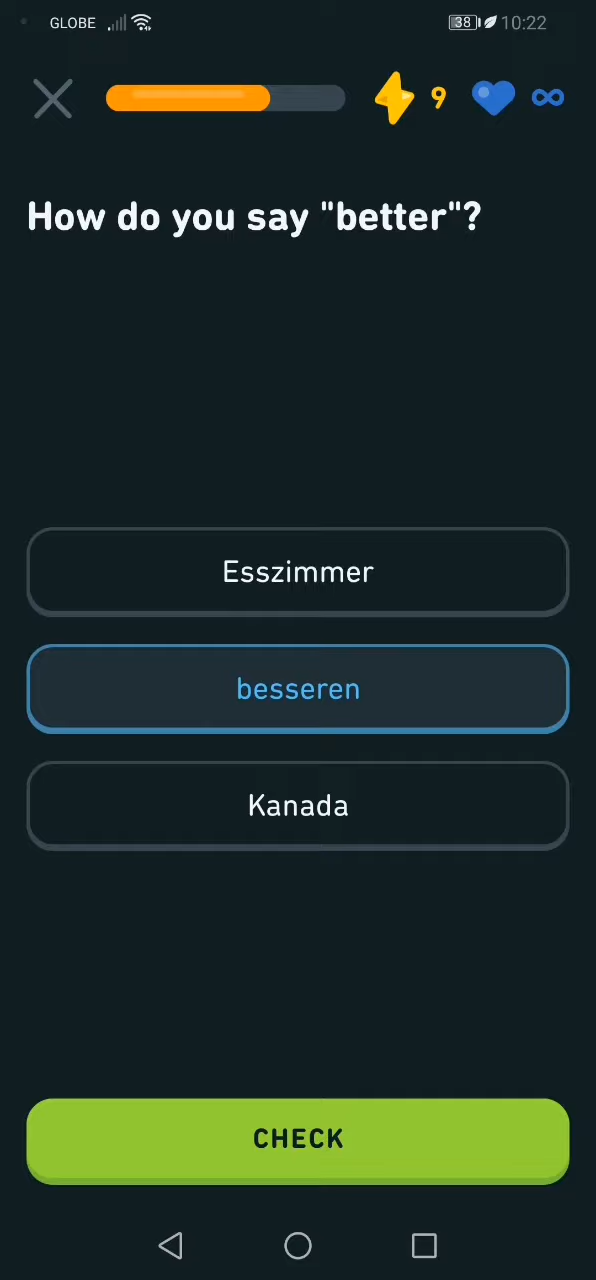 GLOBE 38 10:22
9 ∞
How do you say "better"?
Esszimmer
besseren
Kanada
CHECK